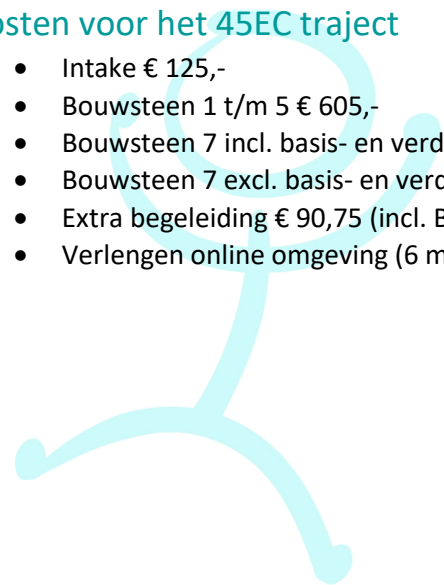 osten voor het 45EC traject
• Intake € 125,-
• Bouwsteen 1 t/m 5 € 605,-
• Bouwsteen 7 incl. basis- en verd
• Bouwsteen 7 excl. basis- en verd
• Extra begeleiding € 90,75 (incl. B
• Verlengen online omgeving (6 m